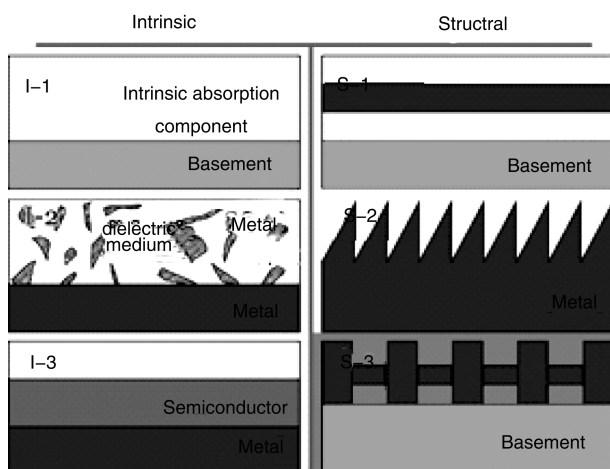 Intrinsic
Structral
I-1
Intrinsic absorption
component
Basement
S-1
Basement
I-2
dielectric
medium
Metal
Metal
S-2
Metal
I-3
Semiconductor
Metal
S-3
Basement